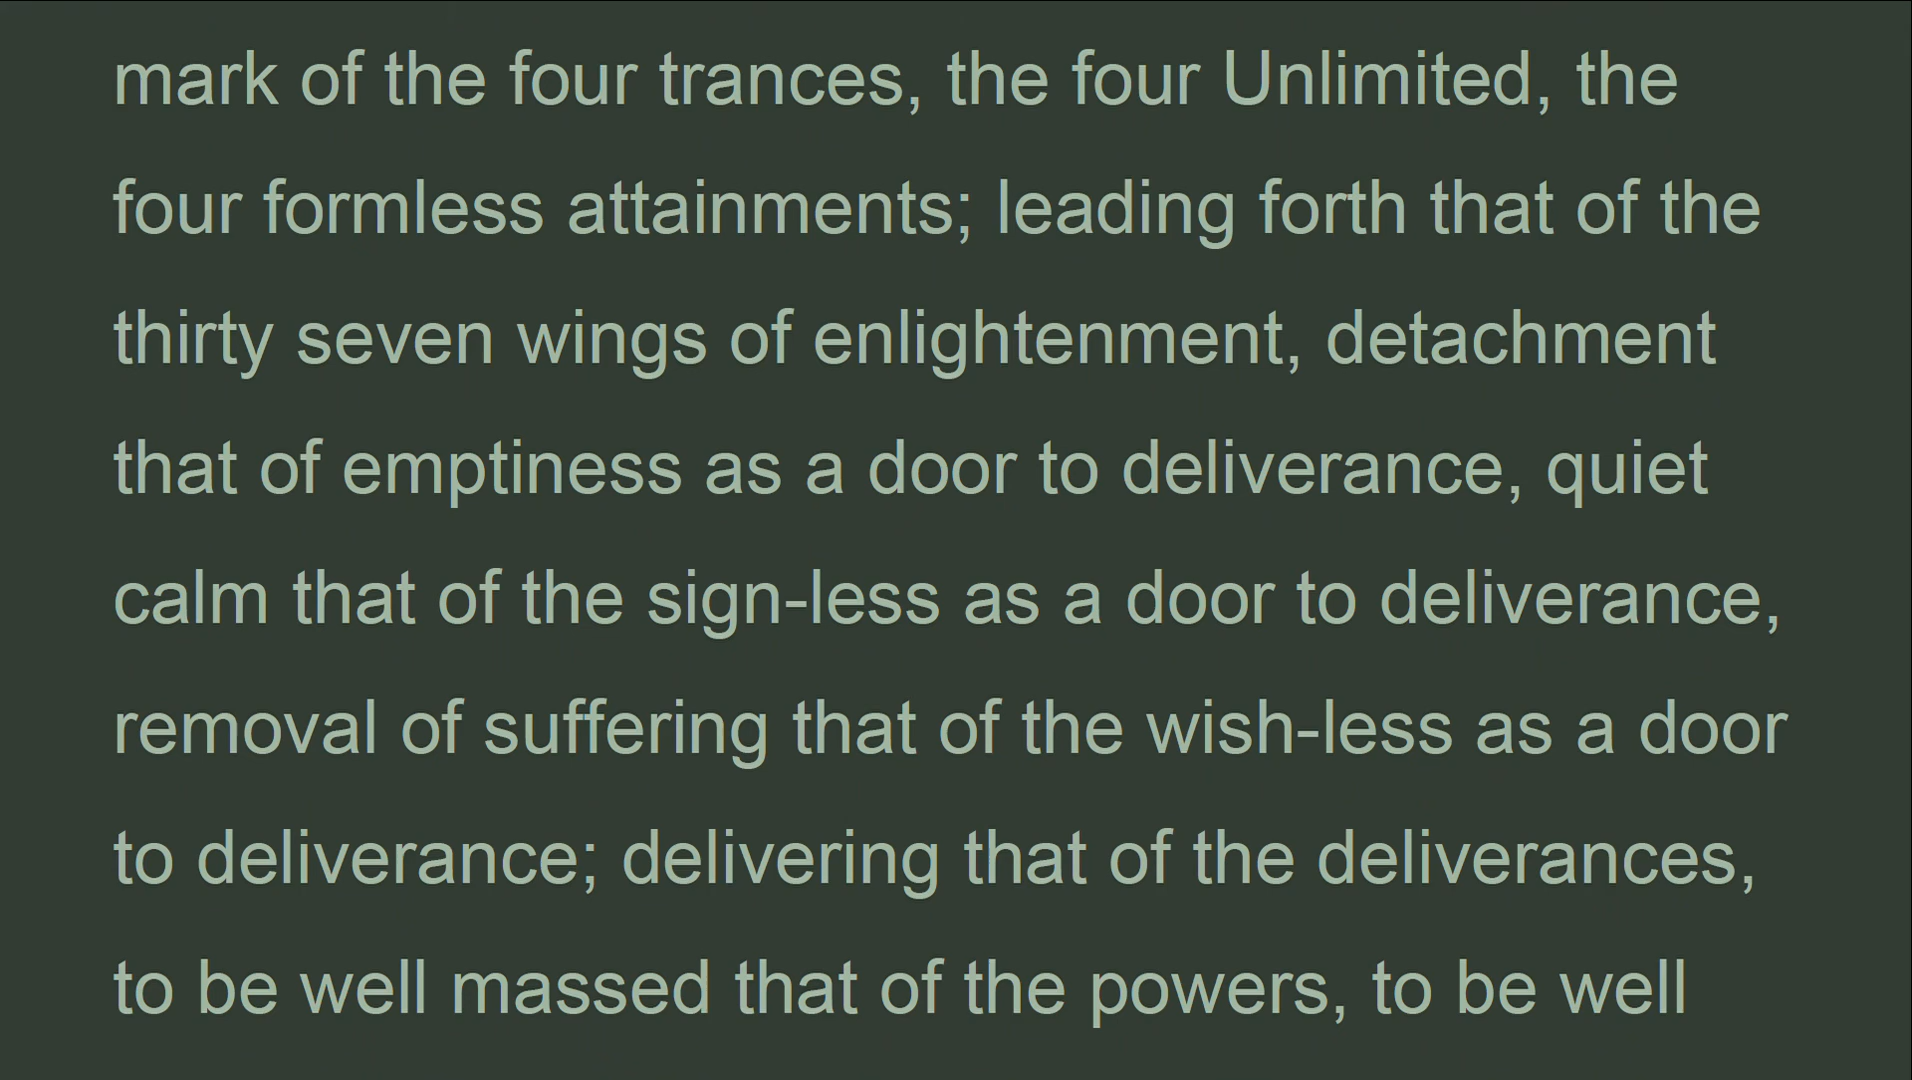 mark of the four trances, the four Unlimited, the
four formless attainments; leading forth that of the
thirty seven wings of enlightenment, detachment
that of emptiness as a door to deliverance, quiet
calm that of the sign-less as a door to deliverance,
removal of suffering that of the wish-less as a door
to deliverance; delivering that of the deliverances,
to be well massed that of the powers, to be well